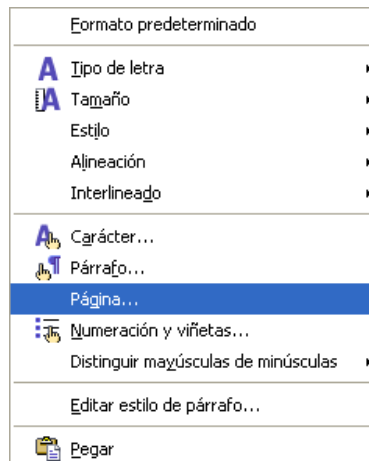 Formato predeterminado
Tipo de letra
Tamaño
Estilo
Alineación
Interlineado
Carácter...
Párrafo...
Página...
Numeración y viñetas...
Distinguir mayúsculas de minúsculas
Editar estilo de párrafo...
Pegar